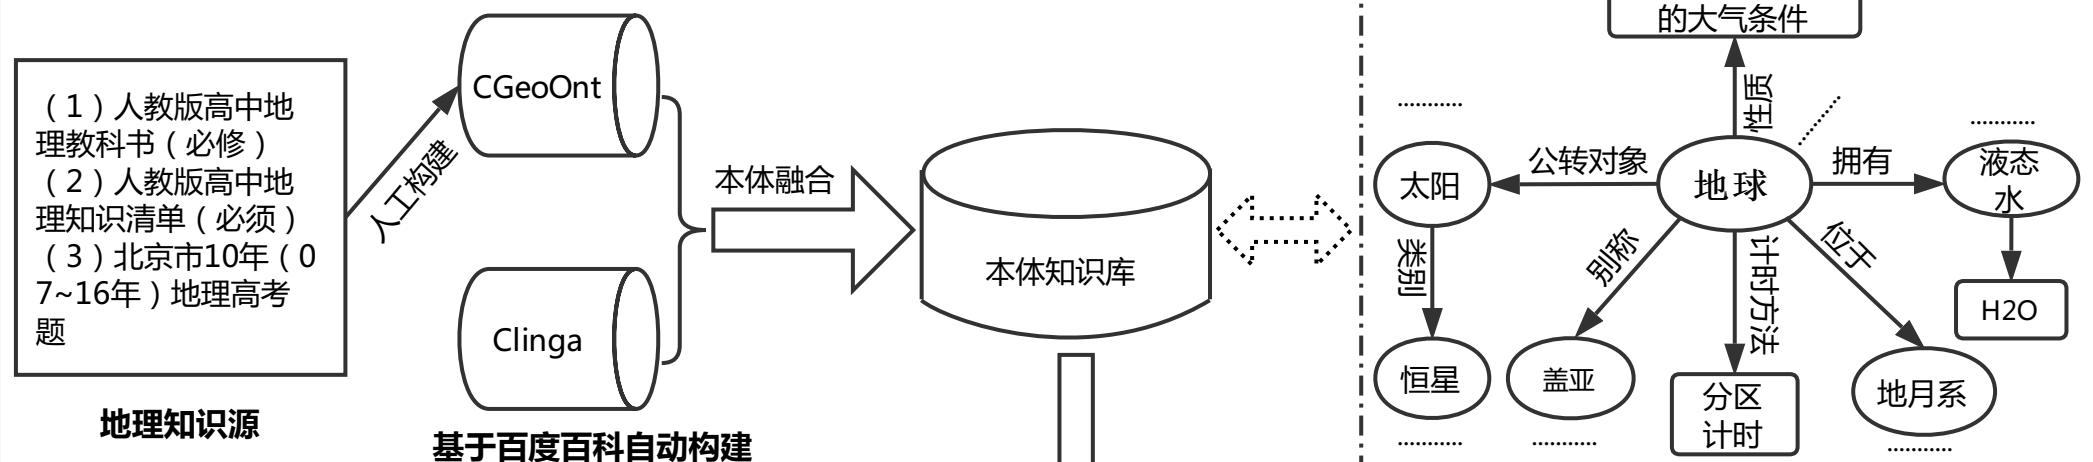 （1）人教版高中地
理教科书（必修）
（2）人教版高中地
理知识清单（必须）
（3）北京市10年（0
7~16年）地理高考
题
地理知识源
人工构建
CGeoOnt
Clinga
基于百度百科自动构建
本体融合
本体知识库
的大气条件
性质
...........
...........
太阳
公转对象
地球
拥有
液态
水
类别
别称
计时方法
位于
H2O
恒星
盖亚
分区
计时
地月系
...........
...........
...........